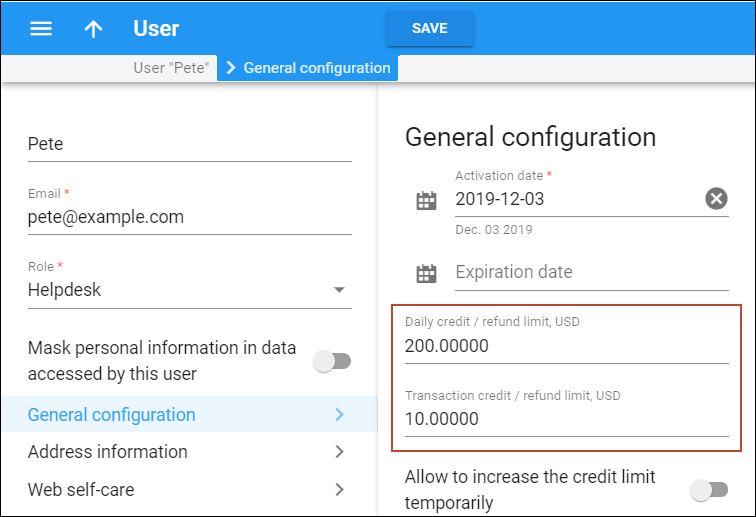 User
SAVE
User "Pete"
General configuration
Pete
Email *
pete@example.com
Role *
Helpdesk
Mask personal information in data
accessed by this user
General configuration
Address information
Web self-care
General configuration
Activation date *
2019-12-03
Dec. 03 2019
Expiration date
Daily credit / refund limit, USD
200.00000
Transaction credit / refund limit, USD
10.00000
Allow to increase the credit limit
temporarily